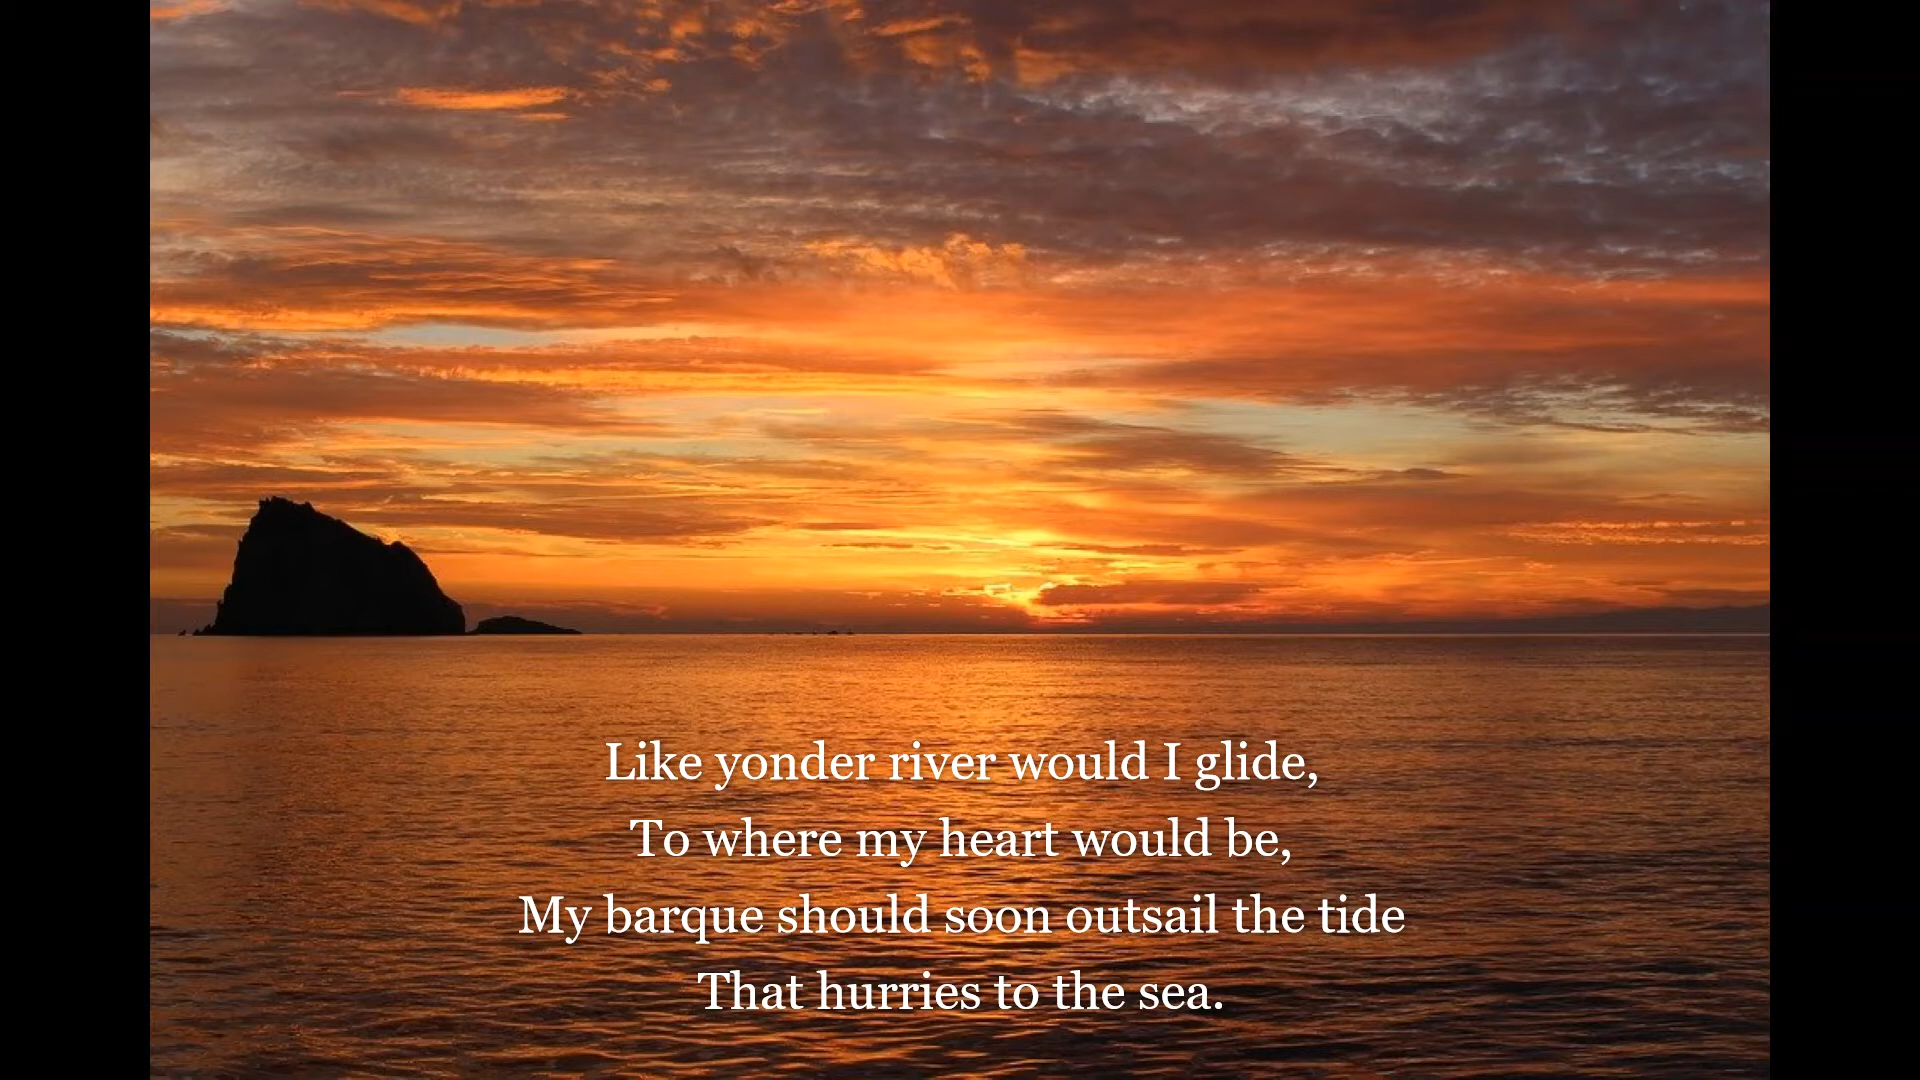 Like yonder river would I glide,
To where my heart would be,
My barque should soon outsail the tide
That hurries to the sea.